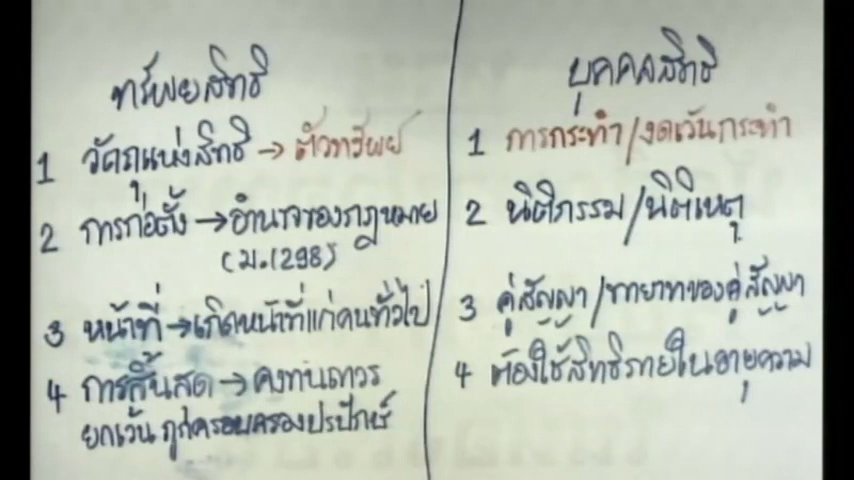 ทรัพยสิทธิ
1 วัตถุแห่งสิทธิ → ตัวทรัพย์
2 การก่อตั้ง → อำนาจของกฎหมาย
(ม.1298)
3 หน้าที่ → เกิดหน้าที่แก่คนทั่วไป
4 การสิ้นสุด → คงทนถาวร
ยกเว้น ถูกครอบครองปรปักษ์
บุคคลสิทธิ
1 การกระทำ/งดเว้นกระทำ
2 นิติกรรม/นิติเหตุ
3 คู่สัญญา/ทายาทของคู่สัญญา
4 ต้องใช้สิทธิภายในอายุความ